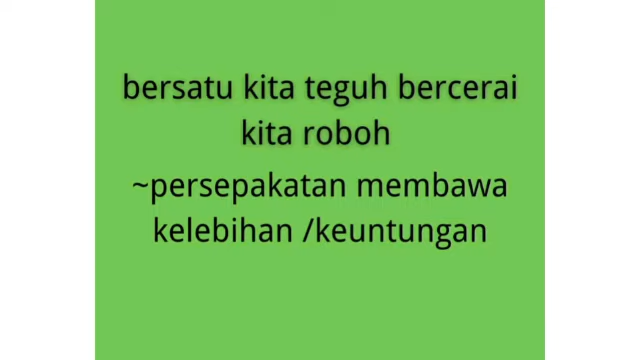 bersatu kita teguh bercerai
kita roboh
~persepakatan membawa
kelebihan /keuntungan